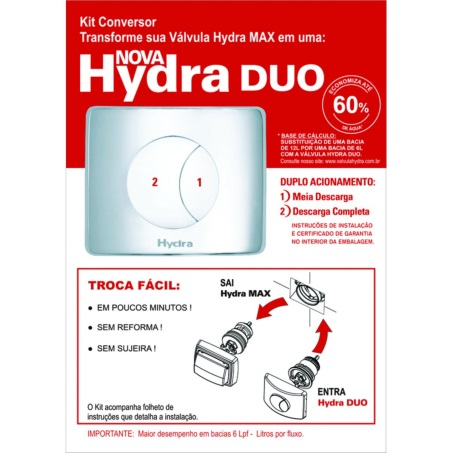 Kit Conversor
Transforme sua Válvula Hydra MAX em uma:
NOVA
Hydra DUO
ECONOMIZA ATÉ
60%
DE ÁGUA*
* BASE DE CÁLCULO:
SUBSTITUIÇÃO DE UMA BACIA
DE 12L POR UMA BACIA DE 6L
COM A VÁLVULA HYDRA DUO.
Consulte nosso site: www.valvulahydra.com.br
2 1
Hydra
DUPLO ACIONAMENTO:
1) Meia Descarga
2) Descarga Completa
INSTRUÇÕES DE INSTALAÇÃO
E CERTIFICADO DE GARANTIA
NO INTERIOR DA EMBALAGEM.
TROCA FÁCIL:
• EM POUCOS MINUTOS !
• SEM REFORMA !
• SEM SUJEIRA !
SAI
Hydra MAX
ENTRA
Hydra DUO
O Kit acompanha folheto de
instruções que detalha a instalação.
IMPORTANTE: Maior desempenho em bacias 6 Lpf - Litros por fluxo.